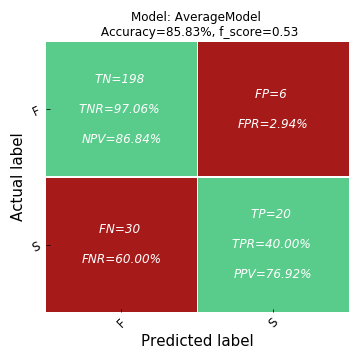 Model: AverageModel
Accuracy=85.83%, f_score=0.53
Actual label
F
TN=198
TNR=97.06%
NPV=86.84%
FP=6
FPR=2.94%
S
FN=30
FNR=60.00%
TP=20
TPR=40.00%
PPV=76.92%
F
S
Predicted label